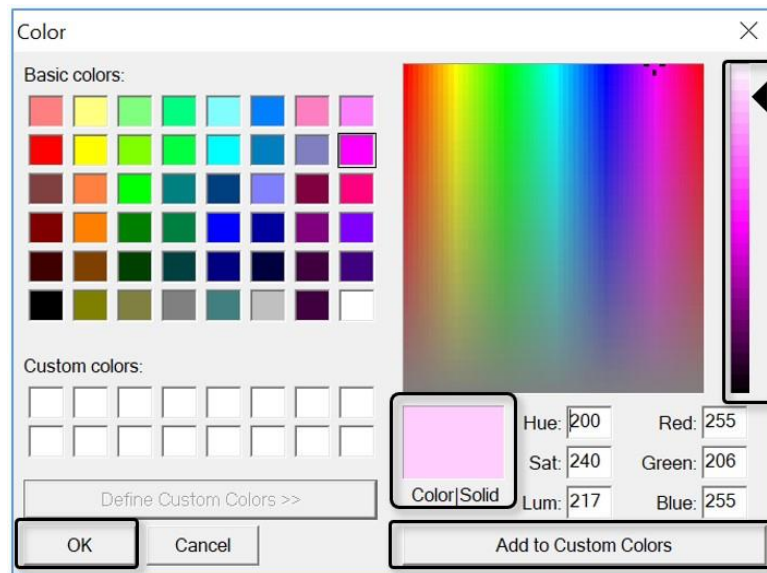 Color
Basic colors:
Custom colors:
Define Custom Colors >>
OK
Cancel
Color|Solid
Hue: 200
Sat: 240
Lum: 217
Red: 255
Green: 206
Blue: 255
Add to Custom Colors